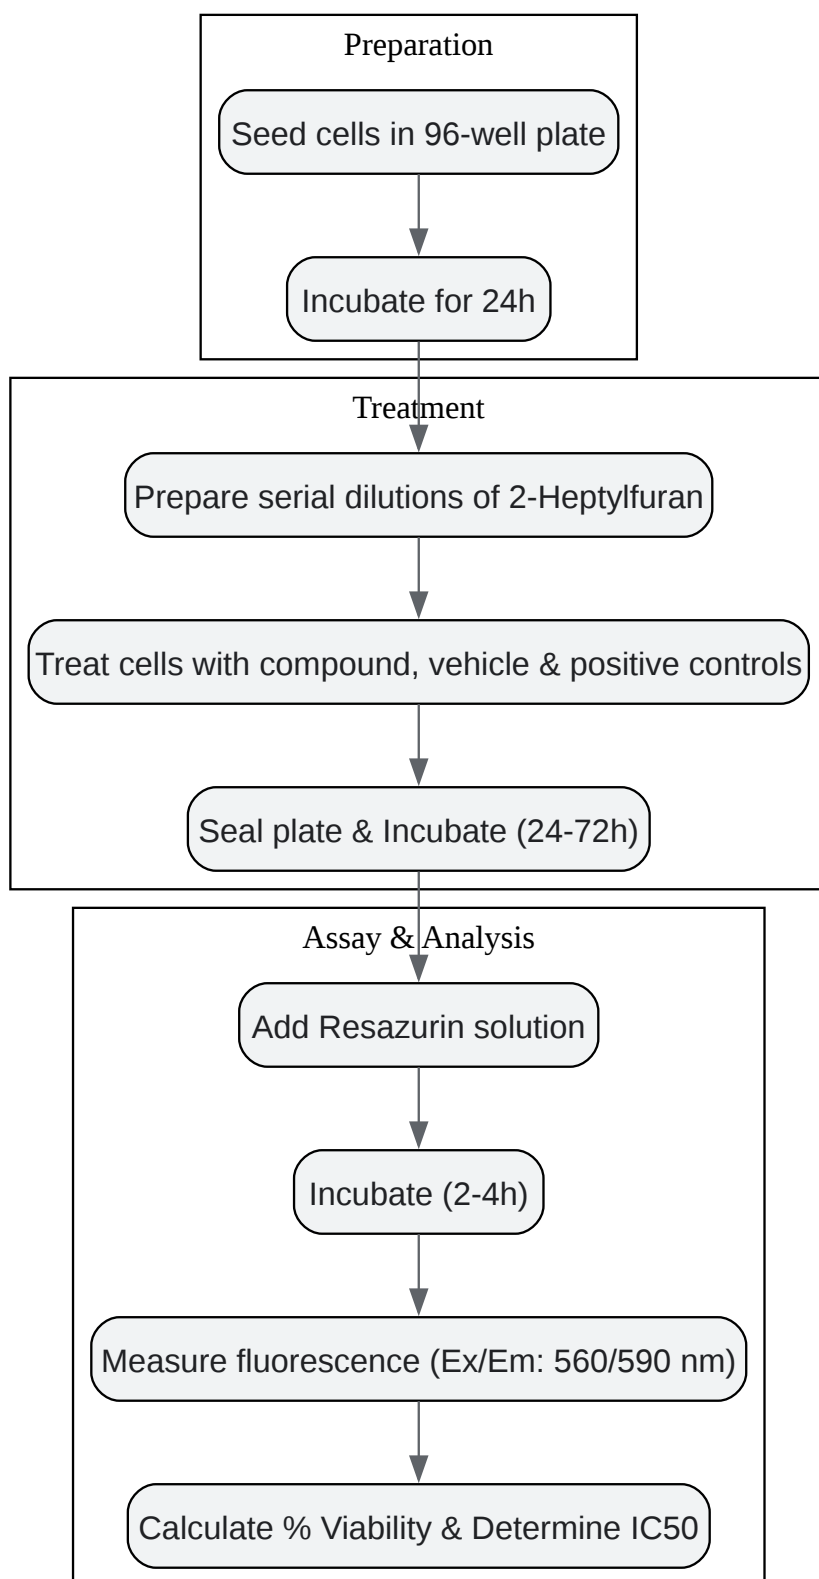 Preparation
Seed cells in 96-well plate
Incubate for 24h
Treatment
Prepare serial dilutions of 2-Heptylfuran
Treat cells with compound, vehicle & positive controls
Seal plate & Incubate (24-72h)
Assay & Analysis
Add Resazurin solution
Incubate (2-4h)
Measure fluorescence (Ex/Em: 560/590 nm)
Calculate % Viability & Determine IC50